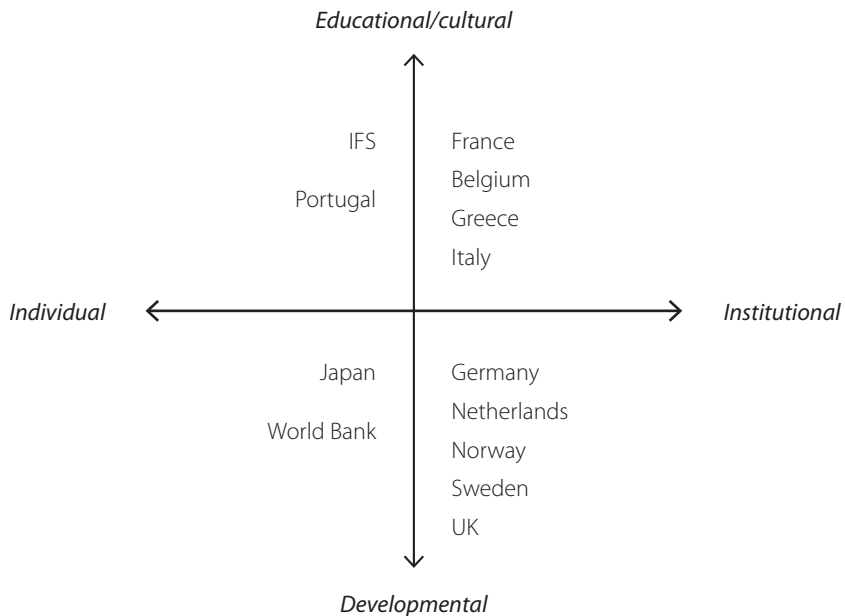 Educational/cultural
IFS
Portugal
France
Belgium
Greece
Italy
Individual
Institutional
Japan
World Bank
Germany
Netherlands
Norway
Sweden
UK
Developmental